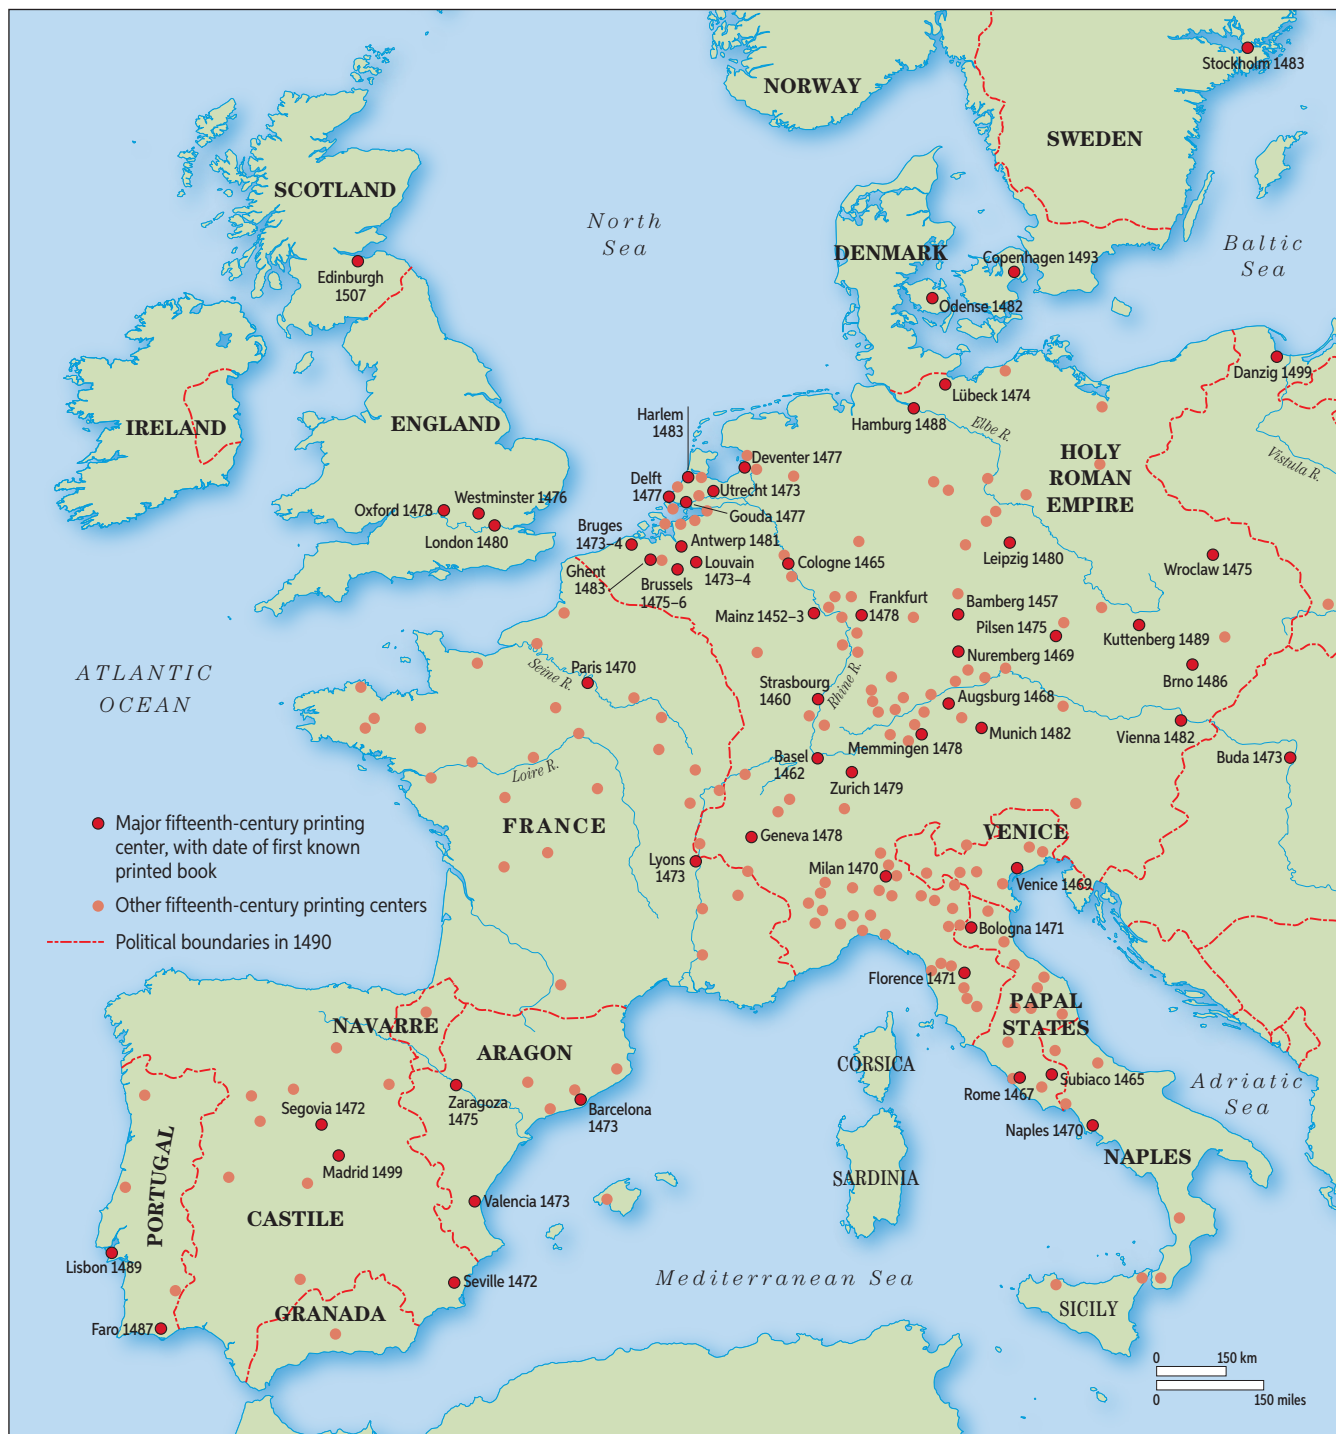 Stockholm 1483
NORWAY
SWEDEN
SCOTLAND
North
Sea
Baltic
Sea
DENMARK
Copenhagen 1493
Edinburgh
1507
Odense 1482
Danzig 1499
Lübeck 1474
Hamburg 1488
Elbe R.
Vistula R.
IRELAND
ENGLAND
Harlem
1483
HOLY
ROMAN
EMPIRE
Deventer 1477
Delft
1477
Utrecht 1473
Gouda 1477
Westminster 1476
Oxford 1478
London 1480
Bruges
1473–4
Antwerp 1481
Ghent
1483
Brussels
1475–6
Louvain
1473–4
Cologne 1465
Leipzig 1480
Wroclaw 1475
Mainz 1452–3
Frankfurt
1478
Bamberg 1457
Pilsen 1475
Kuttenberg 1489
Nuremberg 1469
Brno 1486
ATLANTIC
OCEAN
Paris 1470
Seine R.
Strasbourg
1460
Rhine R.
Augsburg 1468
Munich 1482
Vienna 1482
Memmingen 1478
Basel
1462
Zurich 1479
Buda 1473
Loire R.
FRANCE
Geneva 1478
VENICE
Lyons
1473
Milan 1470
Venice 1469
Bologna 1471
Florence 1471
Major fifteenth-century printing
center, with date of first known
printed book
Other fifteenth-century printing centers
Political boundaries in 1490
NAVARRE
ARAGON
PAPAL
STATES
CORSICA
Adriatic
Sea
Zaragoza
1475
Barcelona
1473
Segovia 1472
Madrid 1499
Rome 1467
Subiaco 1465
Naples 1470
NAPLES
PORTUGAL
CASTILE
Valencia 1473
SARDINIA
Lisbon 1489
Seville 1472
Mediterranean Sea
GRANADA
Faro 1487
SICILY
0
150 km
0
150 miles